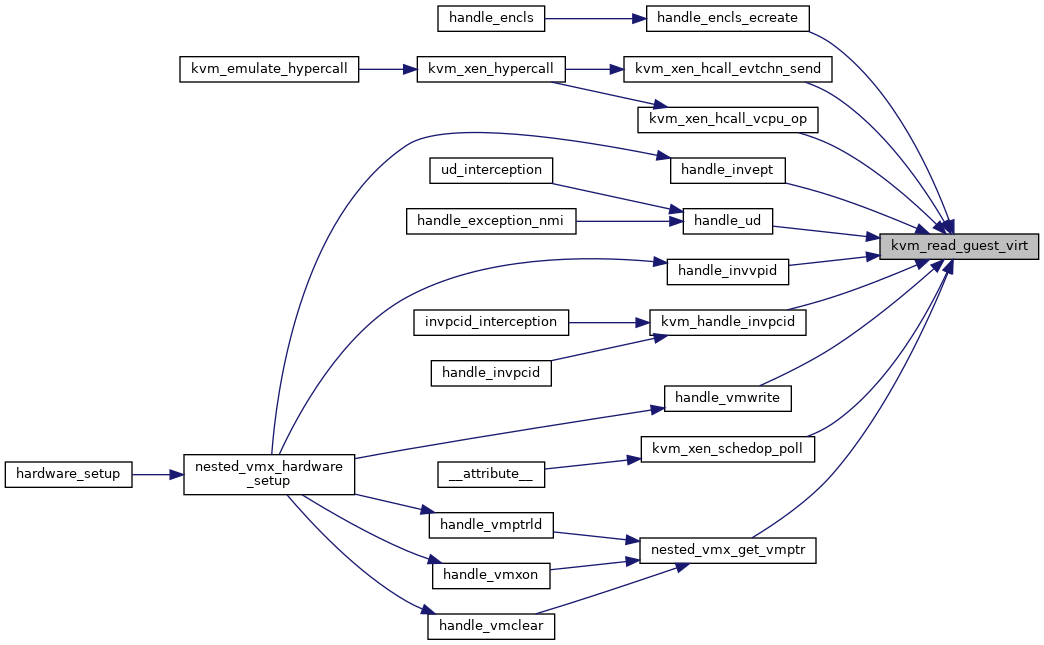 handle_encls
handle_encls_ecreate
kvm_emulate_hypercall
kvm_xen_hypercall
kvm_xen_hcall_evtchn_send
kvm_xen_hcall_vcpu_op
ud_interception
handle_invept
handle_exception_nmi
handle_ud
kvm_read_guest_virt
handle_invvpid
invpcid_interception
kvm_handle_invpcid
handle_invpcid
handle_vmwrite
kvm_xen_schedop_poll
hardware_setup
nested_vmx_hardware
_setup
__attribute__
handle_vmptrld
nested_vmx_get_vmptr
handle_vmxon
handle_vmclear